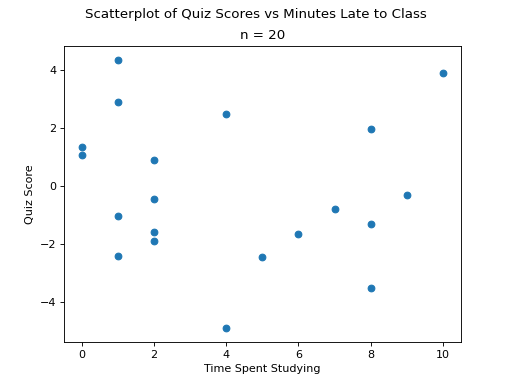 Scatterplot of Quiz Scores vs Minutes Late to Class
n = 20
4
2
0
−2
−4
Quiz Score
0 2 4 6 8 10
Time Spent Studying